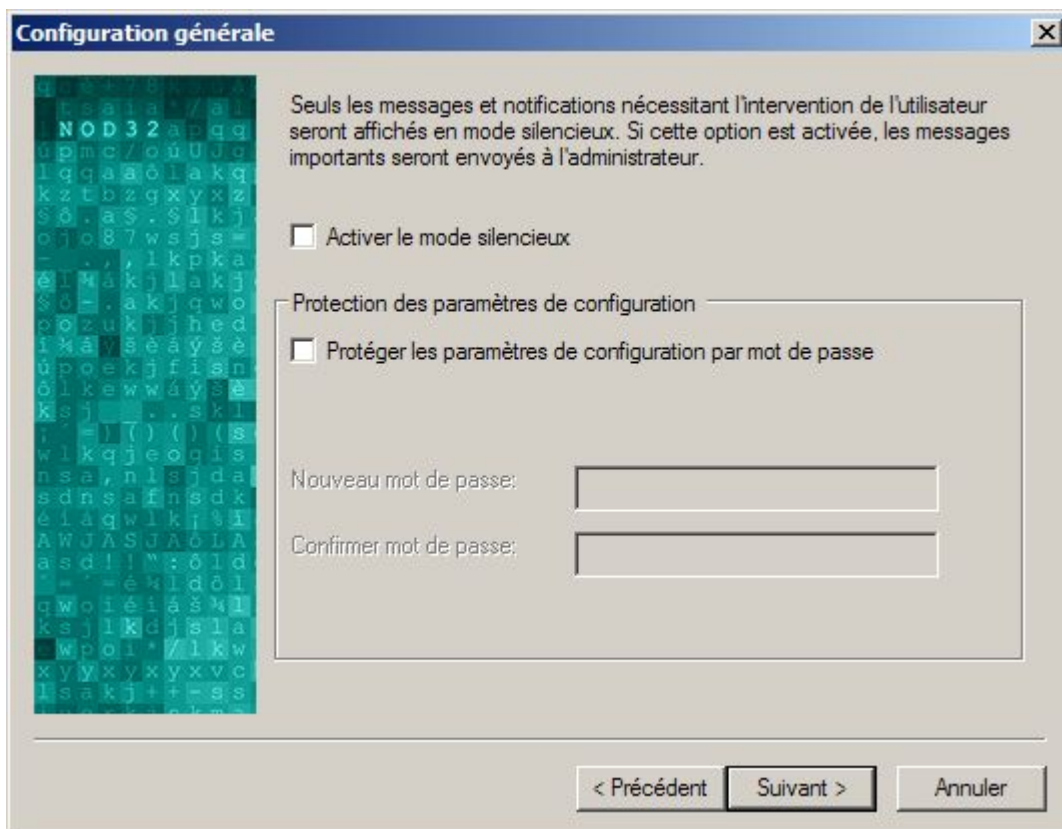 Configuration générale
NOD32
Seuls les messages et notifications nécessitant l'intervention de l'utilisateur
seront affichés en mode silencieux. Si cette option est activée, les messages
importants seront envoyés à l'administrateur.
Activer le mode silencieux
Protection des paramètres de configuration
Protéger les paramètres de configuration par mot de passe
Nouveau mot de passe:
Confirmer mot de passe:
< Précédent
Suivant >
Annuler